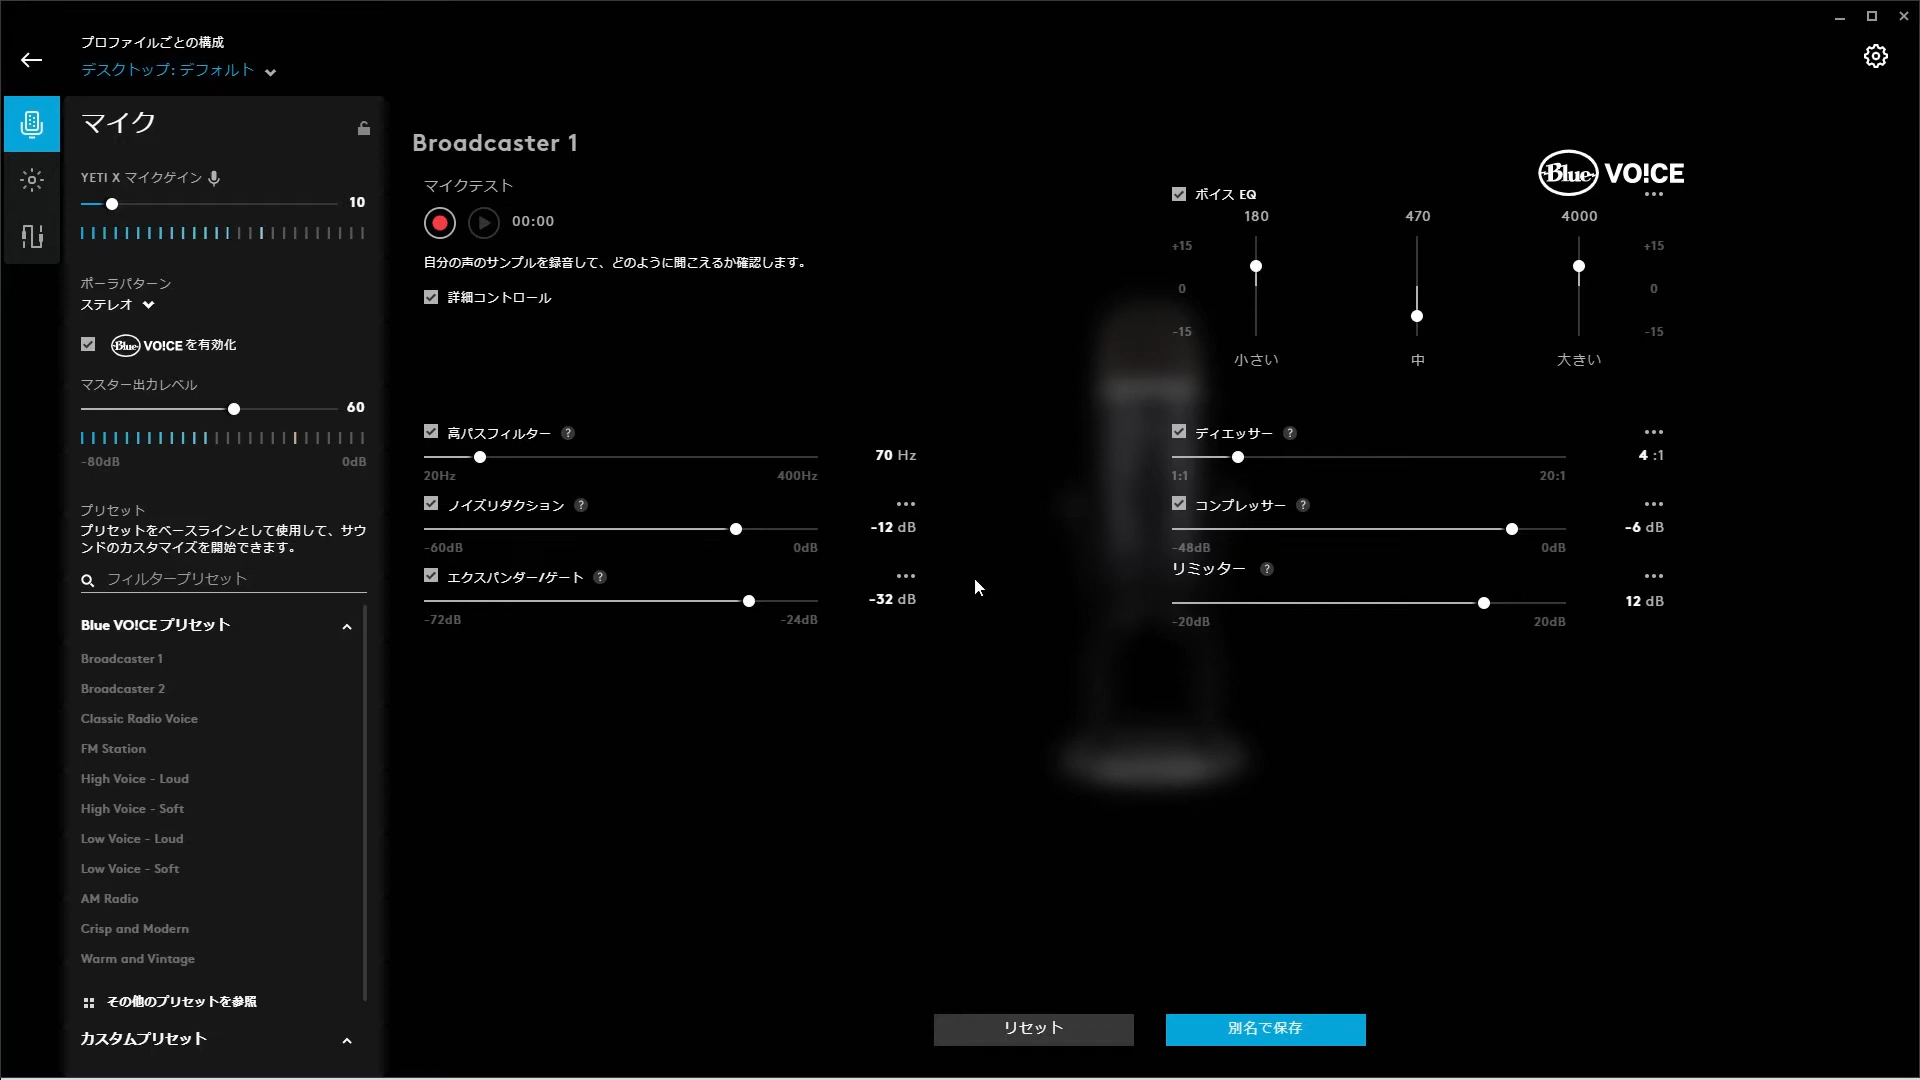 プロファイルごとの構成
デスクトップ: デフォルト
マイク
YETI X マイクゲイン
10
ポーラパターン
ステレオ
Blue VO!CE を有効化
マスター出力レベル
60
-80dB 0dB
プリセット
プリセットをベースラインとして使用して、サウ
ンドのカスタマイズを開始できます。
フィルタープリセット
Blue VO!CE プリセット
Broadcaster 1
Broadcaster 2
Classic Radio Voice
FM Station
High Voice - Loud
High Voice - Soft
Low Voice - Loud
Low Voice - Soft
AM Radio
Crisp and Modern
Warm and Vintage
その他のプリセットを参照
カスタムプリセット
Broadcaster 1
マイクテスト
00:00
自分の声のサンプルを録音して、どのように聞こえるか確認します。
詳細コントロール
高パスフィルター ?
70 Hz
20Hz 400Hz
ノイズリダクション ?
-12 dB
-60dB 0dB
エクスパンダー/ゲート ?
-32 dB
-72dB -24dB
Blue VO!CE
ボイス EQ
180 470 4000
+15 +15
0 0
-15 -15
小さい 中 大きい
ディエッサー ?
4 :1
1:1 20:1
コンプレッサー ?
-6 dB
-48dB 0dB
リミッター ?
12 dB
-20dB 20dB
リセット
別名で保存